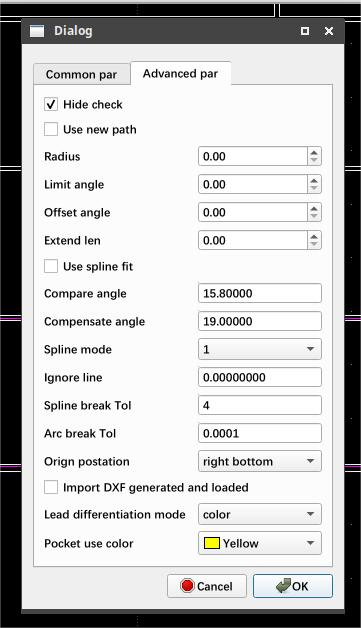 Dialog
Common par
Advanced par
Hide check
Use new path
Radius 0.00
Limit angle 0.00
Offset angle 0.00
Extend len 0.00
Use spline fit
Compare angle 15.80000
Compensate angle 19.00000
Spline mode 1
Ignore line 0.00000000
Spline break Tol 4
Arc break Tol 0.0001
Orign postation right bottom
Import DXF generated and loaded
Lead differentiation mode color
Pocket use color Yellow
Cancel OK